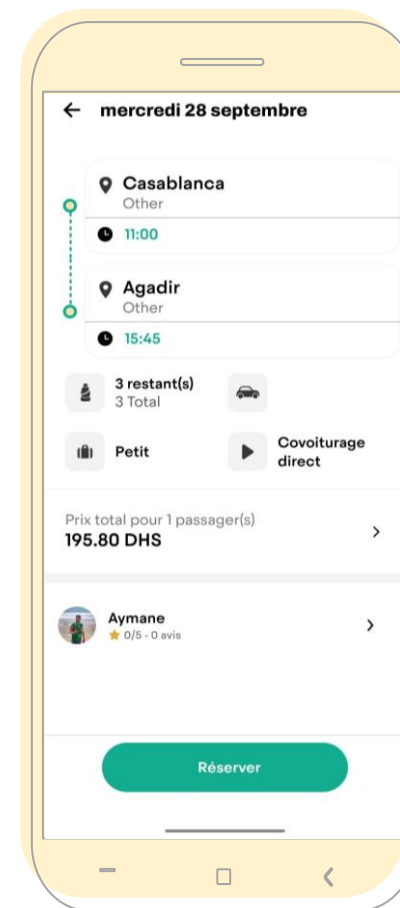 mercredi 28 septembre
Casablanca
Other
11:00
Agadir
Other
15:45
3 restant(s)
3 Total
Petit
Covoiturage
direct
Prix total pour 1 passager(s)
195.80 DHS
Aymane
0/5 - 0 avis
Réserver